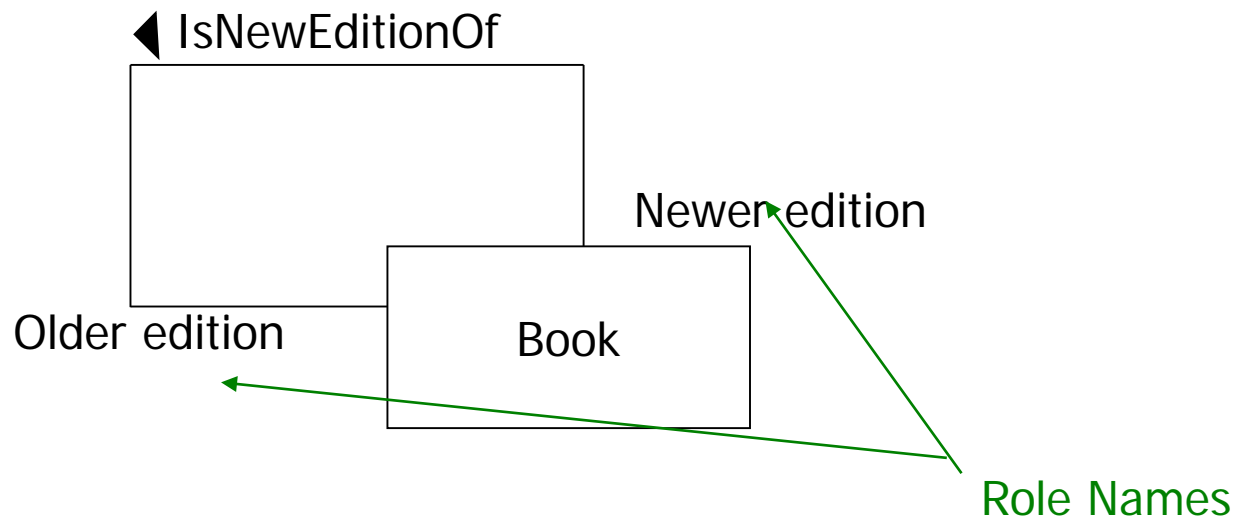 IsNewEditionOf
Newer edition
Older edition
Book
Role Names